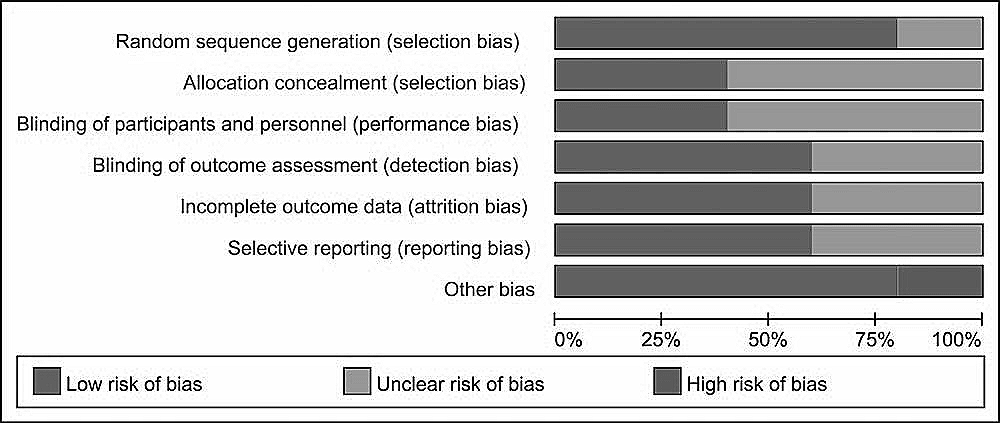 Random sequence generation (selection bias)
Allocation concealment (selection bias)
Blinding of participants and personnel (performance bias)
Blinding of outcome assessment (detection bias)
Incomplete outcome data (attrition bias)
Selective reporting (reporting bias)
Other bias
0% 25% 50% 75% 100%
Low risk of bias Unclear risk of bias High risk of bias